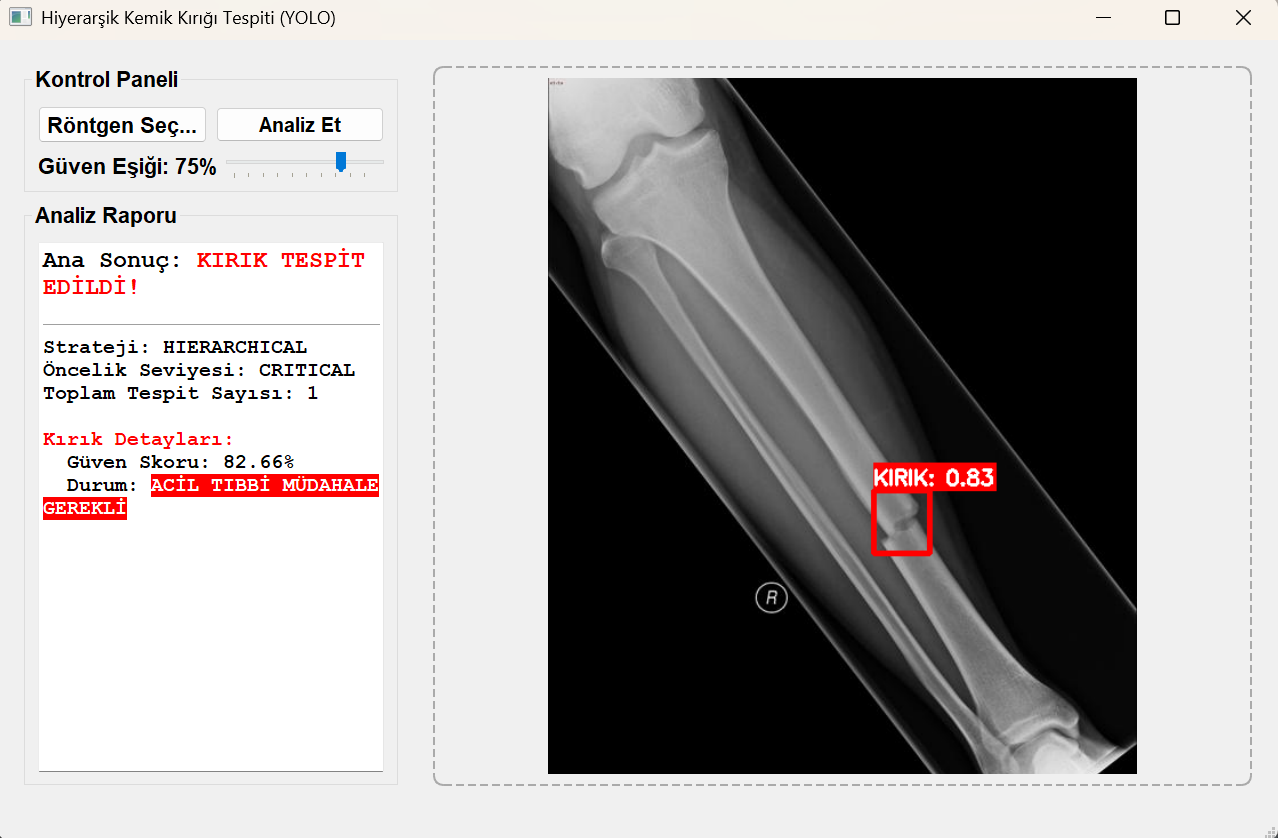 Hiyerarşik Kemik Kırığı Tespiti (YOLO)
Kontrol Paneli
Röntgen Seç...
Analiz Et
Güven Eşiği: 75%
Analiz Raporu
Ana Sonuç: KIRIK TESPİT
EDİLDİ!
Strateji: HIERARCHICAL
Öncelik Seviyesi: CRITICAL
Toplam Tespit Sayısı: 1
Kırık Detayları:
Güven Skoru: 82.66%
Durum: ACİL TIBBİ MÜDAHALE
GEREKLİ
KIRIK: 0.83
R